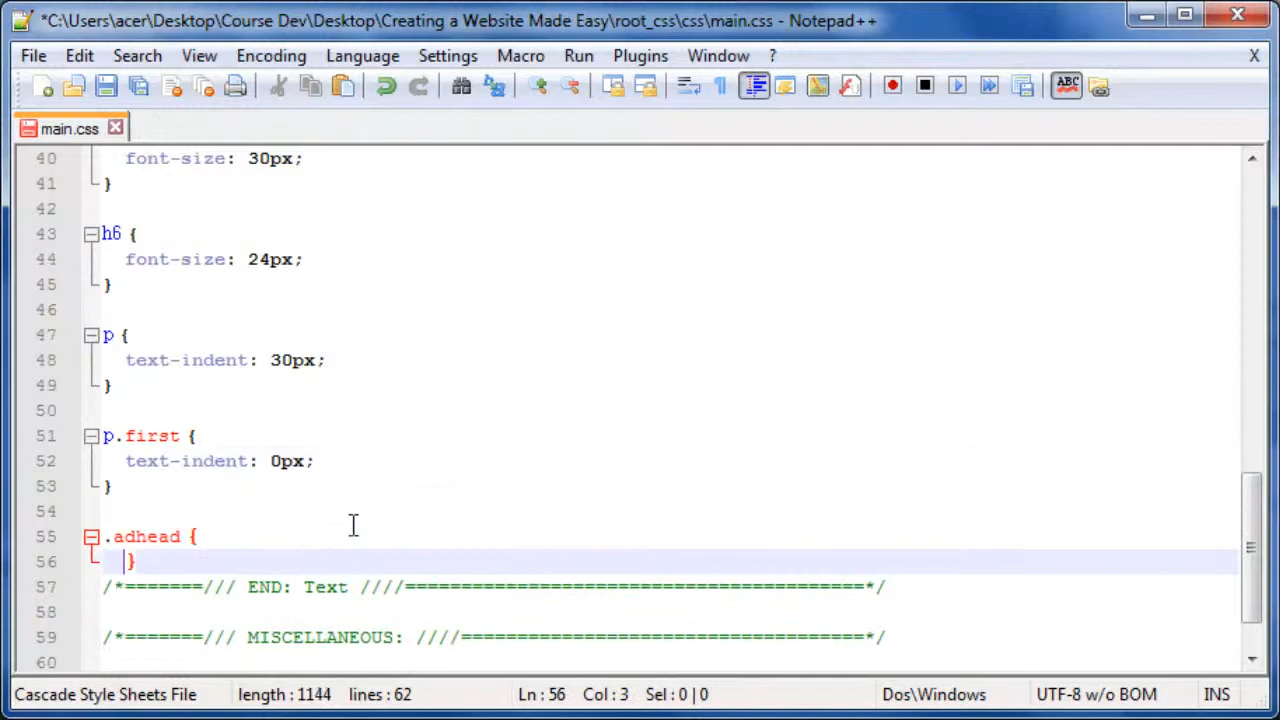 *C:\Users\acer\Desktop\Course Dev\Desktop\Creating a Website Made Easy\root_css\css\main.css - Notepad++
File Edit Search View Encoding Language Settings Macro Run Plugins Window ? X
ABC
main.css
40 font-size: 30px;
41 }
42
43 h6 {
44 font-size: 24px;
45 }
46
47 p {
48 text-indent: 30px;
49 }
50
51 p.first {
52 text-indent: 0px;
53 }
54
55 .adhead {
56 }
57 /*=======/// END: Text ////=========================================*/
58
59 /*=======/// MISCELLANEOUS: ////====================================*/
60
Cascade Style Sheets File length : 1144 lines : 62 Ln : 56 Col : 3 Sel : 0 | 0 Dos\Windows UTF-8 w/o BOM INS